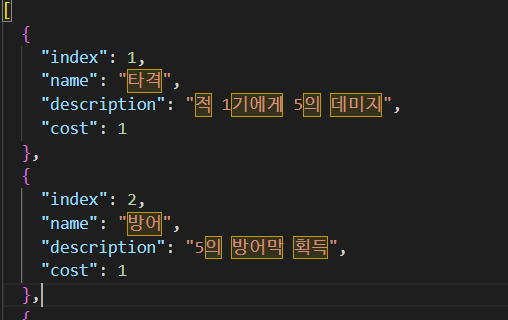 [
{
"index": 1,
"name": "타격",
"description": "적 1기에게 5의 데미지",
"cost": 1
},
{
"index": 2,
"name": "방어",
"description": "5의 방어막 획득",
"cost": 1
},
{